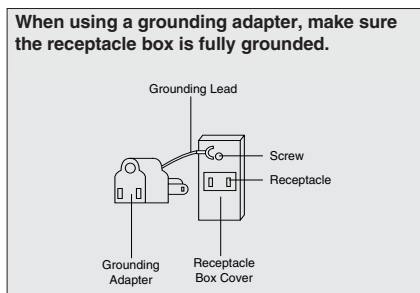 When using a grounding adapter, make sure
the receptacle box is fully grounded.
Grounding Lead
Screw
Receptacle
Grounding
Adapter
Receptacle
Box Cover